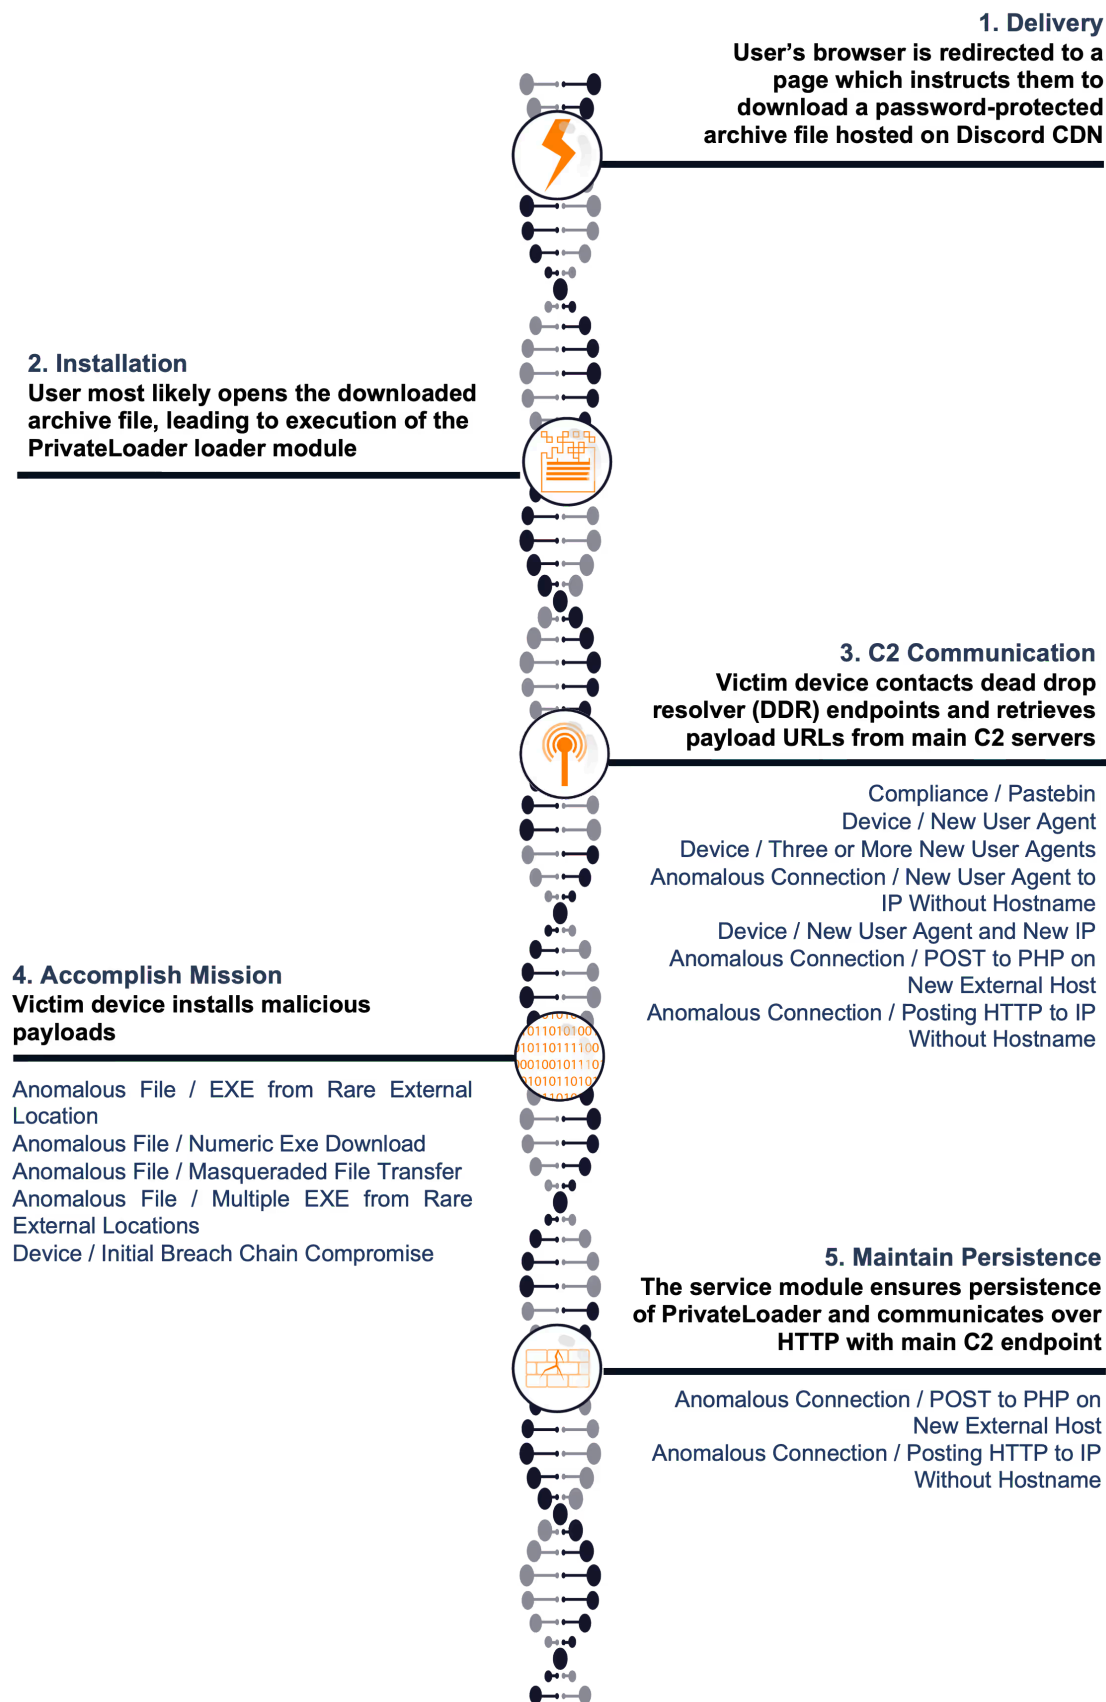 1. Delivery
User's browser is redirected to a
page which instructs them to
download a password-protected
archive file hosted on Discord CDN
2. Installation
User most likely opens the downloaded
archive file, leading to execution of the
PrivateLoader loader module
3. C2 Communication
Victim device contacts dead drop
resolver (DDR) endpoints and retrieves
payload URLs from main C2 servers
Compliance / Pastebin
Device / New User Agent
Device / Three or More New User Agents
Anomalous Connection / New User Agent to
IP Without Hostname
Device / New User Agent and New IP
Anomalous Connection / POST to PHP on
New External Host
Anomalous Connection / Posting HTTP to IP
Without Hostname
4. Accomplish Mission
Victim device installs malicious
payloads
Anomalous File / EXE from Rare External
Location
Anomalous File / Numeric Exe Download
Anomalous File / Masqueraded File Transfer
Anomalous File / Multiple EXE from Rare
External Locations
Device / Initial Breach Chain Compromise
5. Maintain Persistence
The service module ensures persistence
of PrivateLoader and communicates over
HTTP with main C2 endpoint
Anomalous Connection / POST to PHP on
New External Host
Anomalous Connection / Posting HTTP to IP
Without Hostname